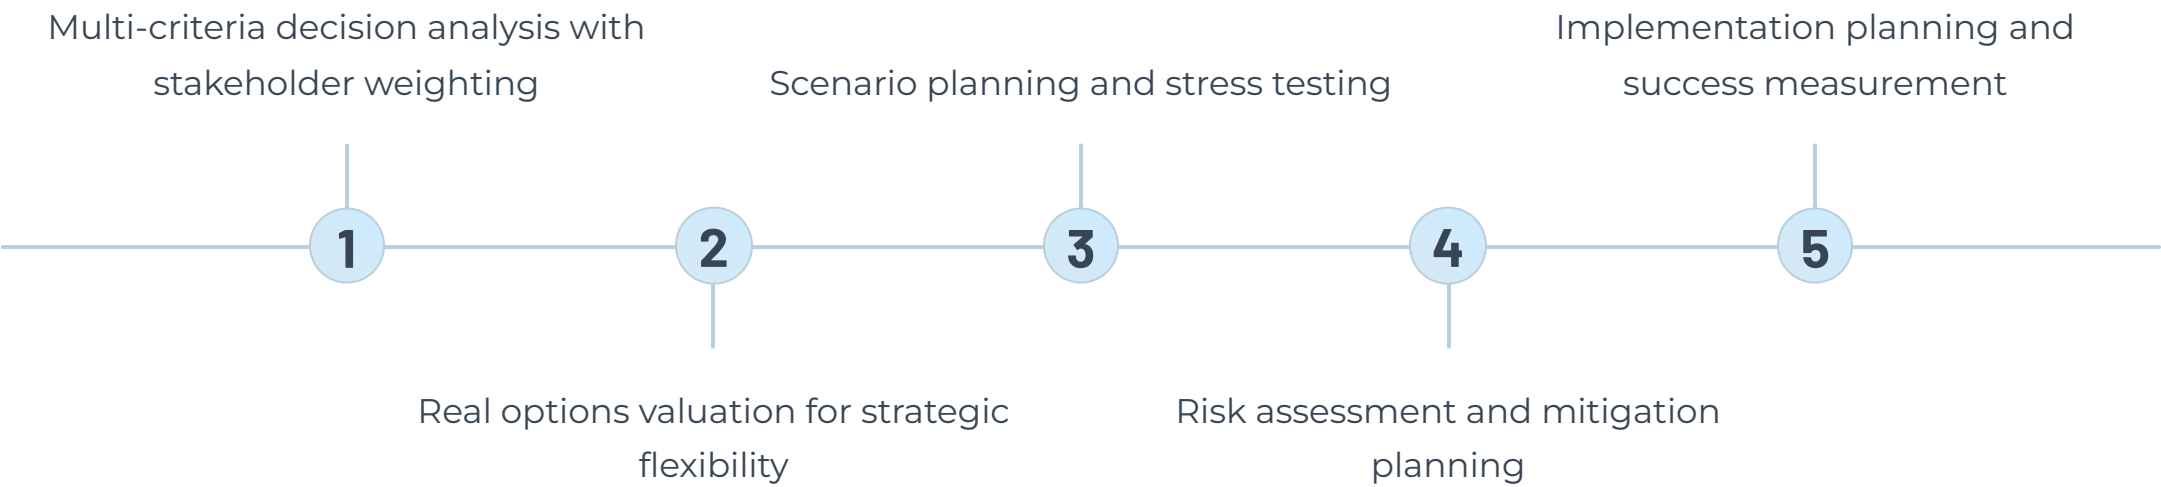 Multi-criteria decision analysis with
stakeholder weighting
1
2
Real options valuation for strategic
flexibility
Scenario planning and stress testing
3
4
Risk assessment and mitigation
planning
Implementation planning and
success measurement
5